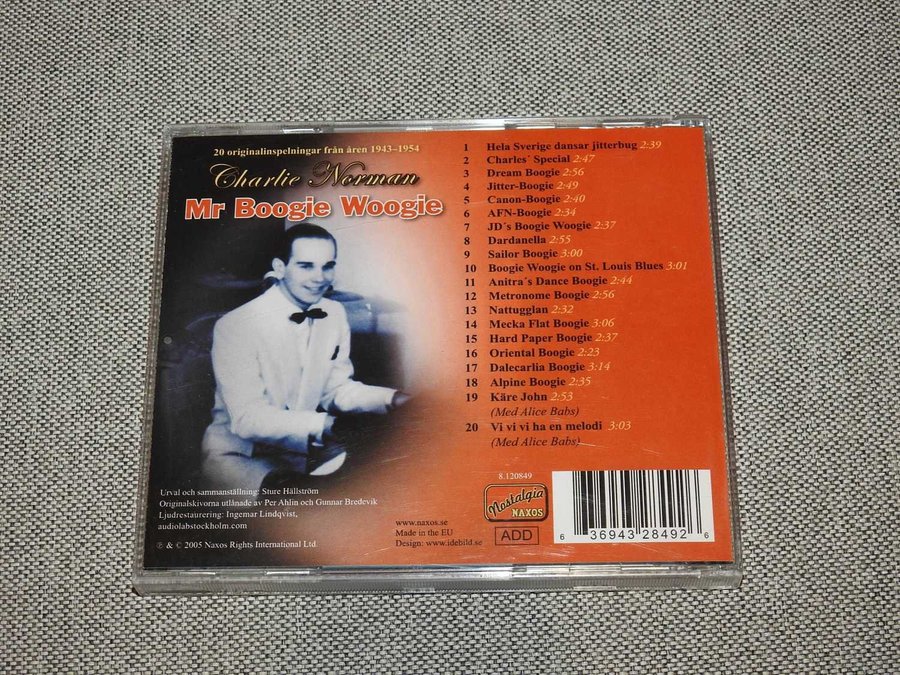 20 originalinspelningar från åren 1943–1954
Charlie Norman
Mr Boogie Woogie
1 Hela Sverige dansar jitterbug 2:39
2 Charles´ Special 2:47
3 Dream Boogie 2:56
4 Jitter-Boogie 2:49
5 Canon-Boogie 2:40
6 AFN-Boogie 2:34
7 JD´s Boogie Woogie 2:37
8 Dardanella 2:55
9 Sailor Boogie 3:00
10 Boogie Woogie on St. Louis Blues 3:01
11 Anitra´s Dance Boogie 2:44
12 Metronome Boogie 2:56
13 Nattugglan 2:32
14 Mecka Flat Boogie 3:06
15 Hard Paper Boogie 2:37
16 Oriental Boogie 2:23
17 Dalecarlia Boogie 3:14
18 Alpine Boogie 2:35
19 Käre John 2:53
(Med Alice Babs)
20 Vi vi vi ha en melodi 3:03
(Med Alice Babs)
Urval och sammanställning: Sture Hällström
Originalskivorna utlånade av Per Ahlin och Gunnar Bredevik
Ljudrestaurering: Ingemar Lindqvist,
audiolabstockholm.com
℗ & © 2005 Naxos Rights International Ltd.
www.naxos.se
Made in the EU
Design: www.idebild.se
8.120849
Nostalgia
NAXOS
ADD
6 36943 28492 6